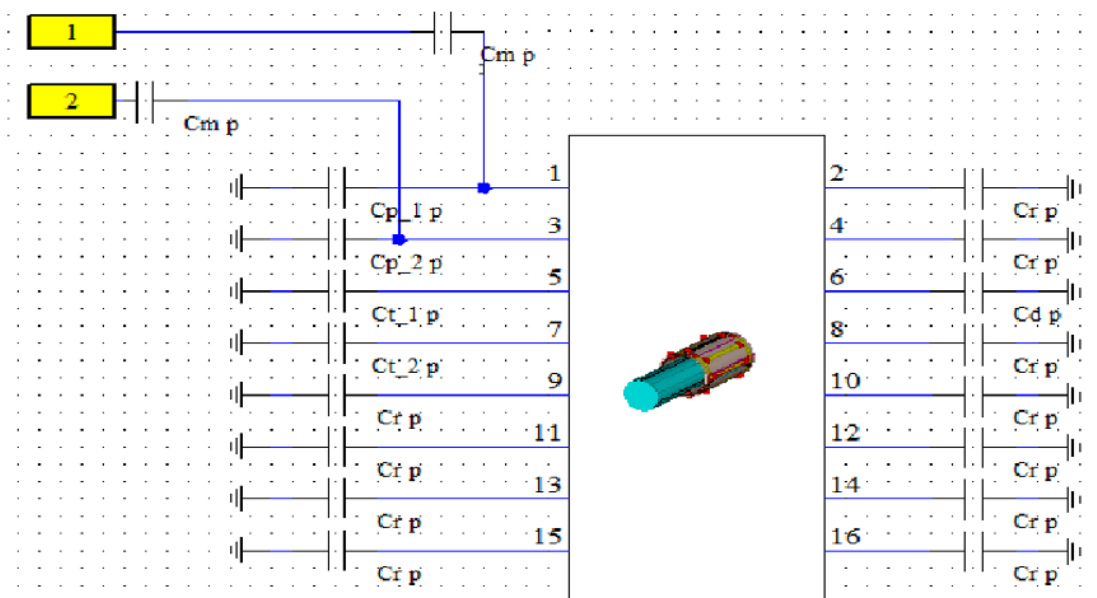 1
Cm p
2
Cm p
1 2
Cp_1 p Cr p
3 4
Cp_2 p Cr p
5 6
Ct_1 p Cd p
7 8
Ct_2 p Cr p
9 10
Cr p Cr p
11 12
Cr p Cr p
13 14
Cr p Cr p
15 16
Cr p Cr p